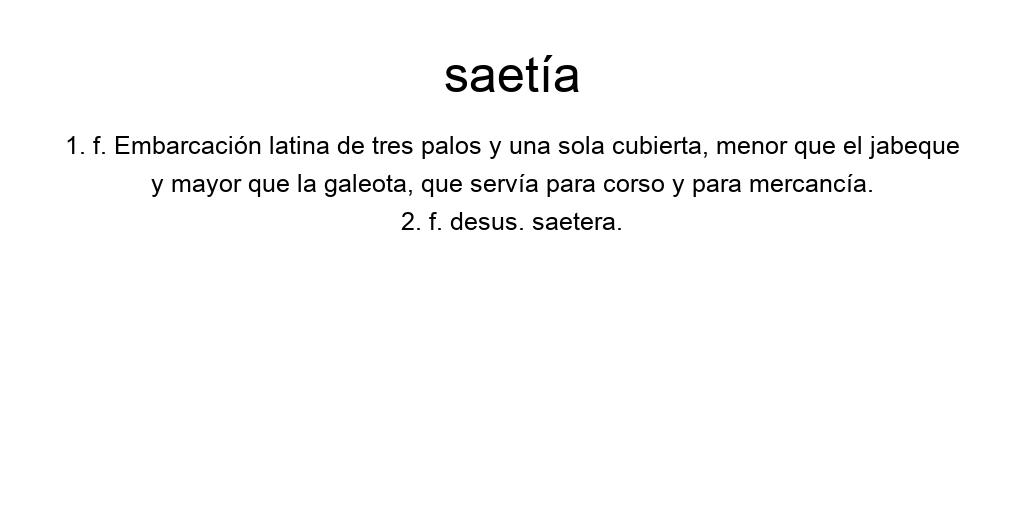 saetía
1. f. Embarcación latina de tres palos y una sola cubierta, menor que el jabeque
y mayor que la galeota, que servía para corso y para mercancía.
2. f. desus. saetera.